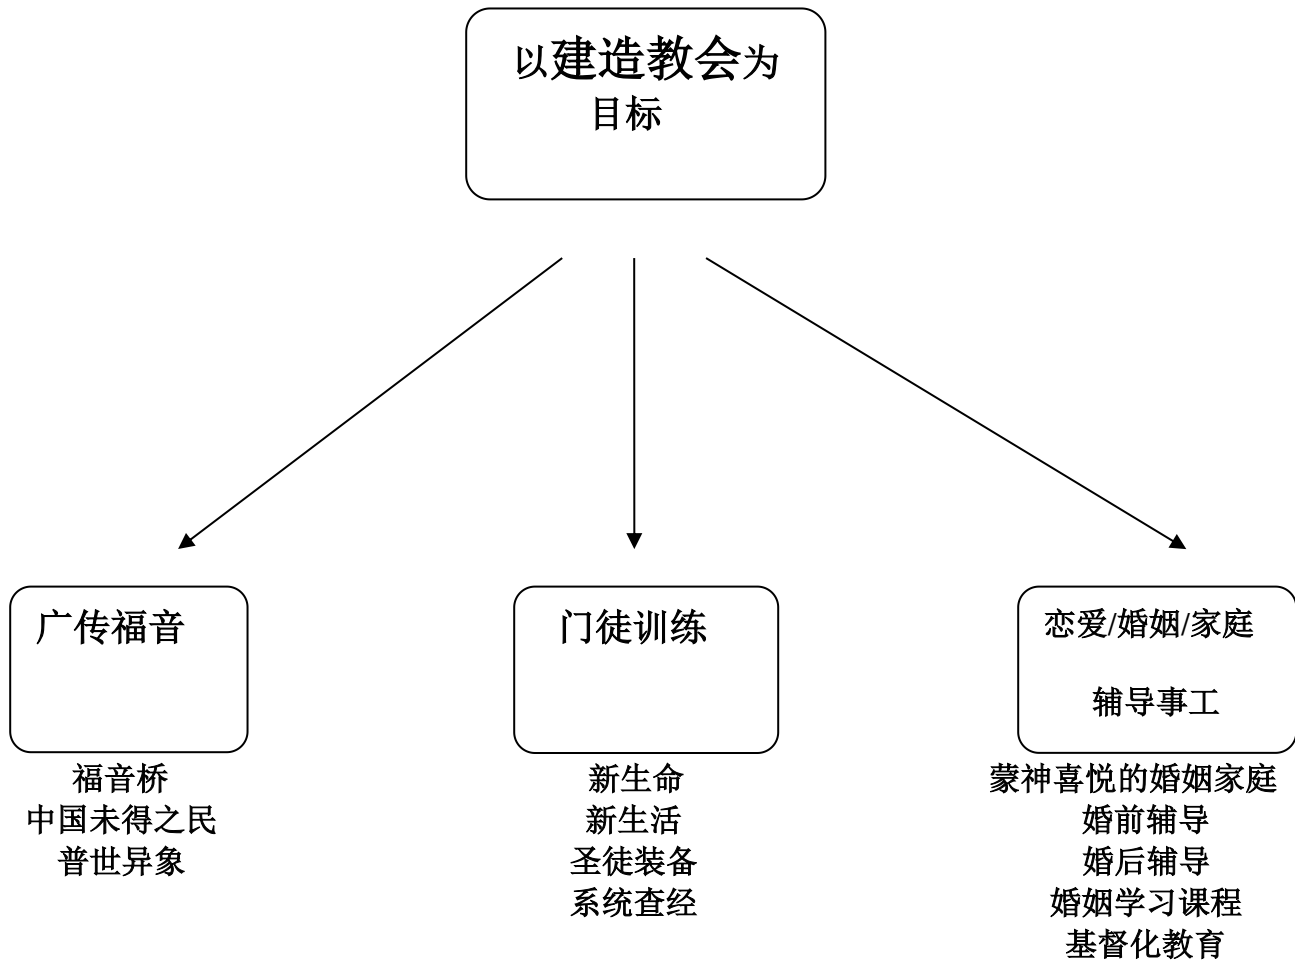 以建造教会为
目标
广传福音
福音桥
中国未得之民
普世异象
门徒训练
新生命
新生活
圣徒装备
系统查经
恋爱/婚姻/家庭
辅导事工
蒙神喜悦的婚姻家庭
婚前辅导
婚后辅导
婚姻学习课程
基督化教育